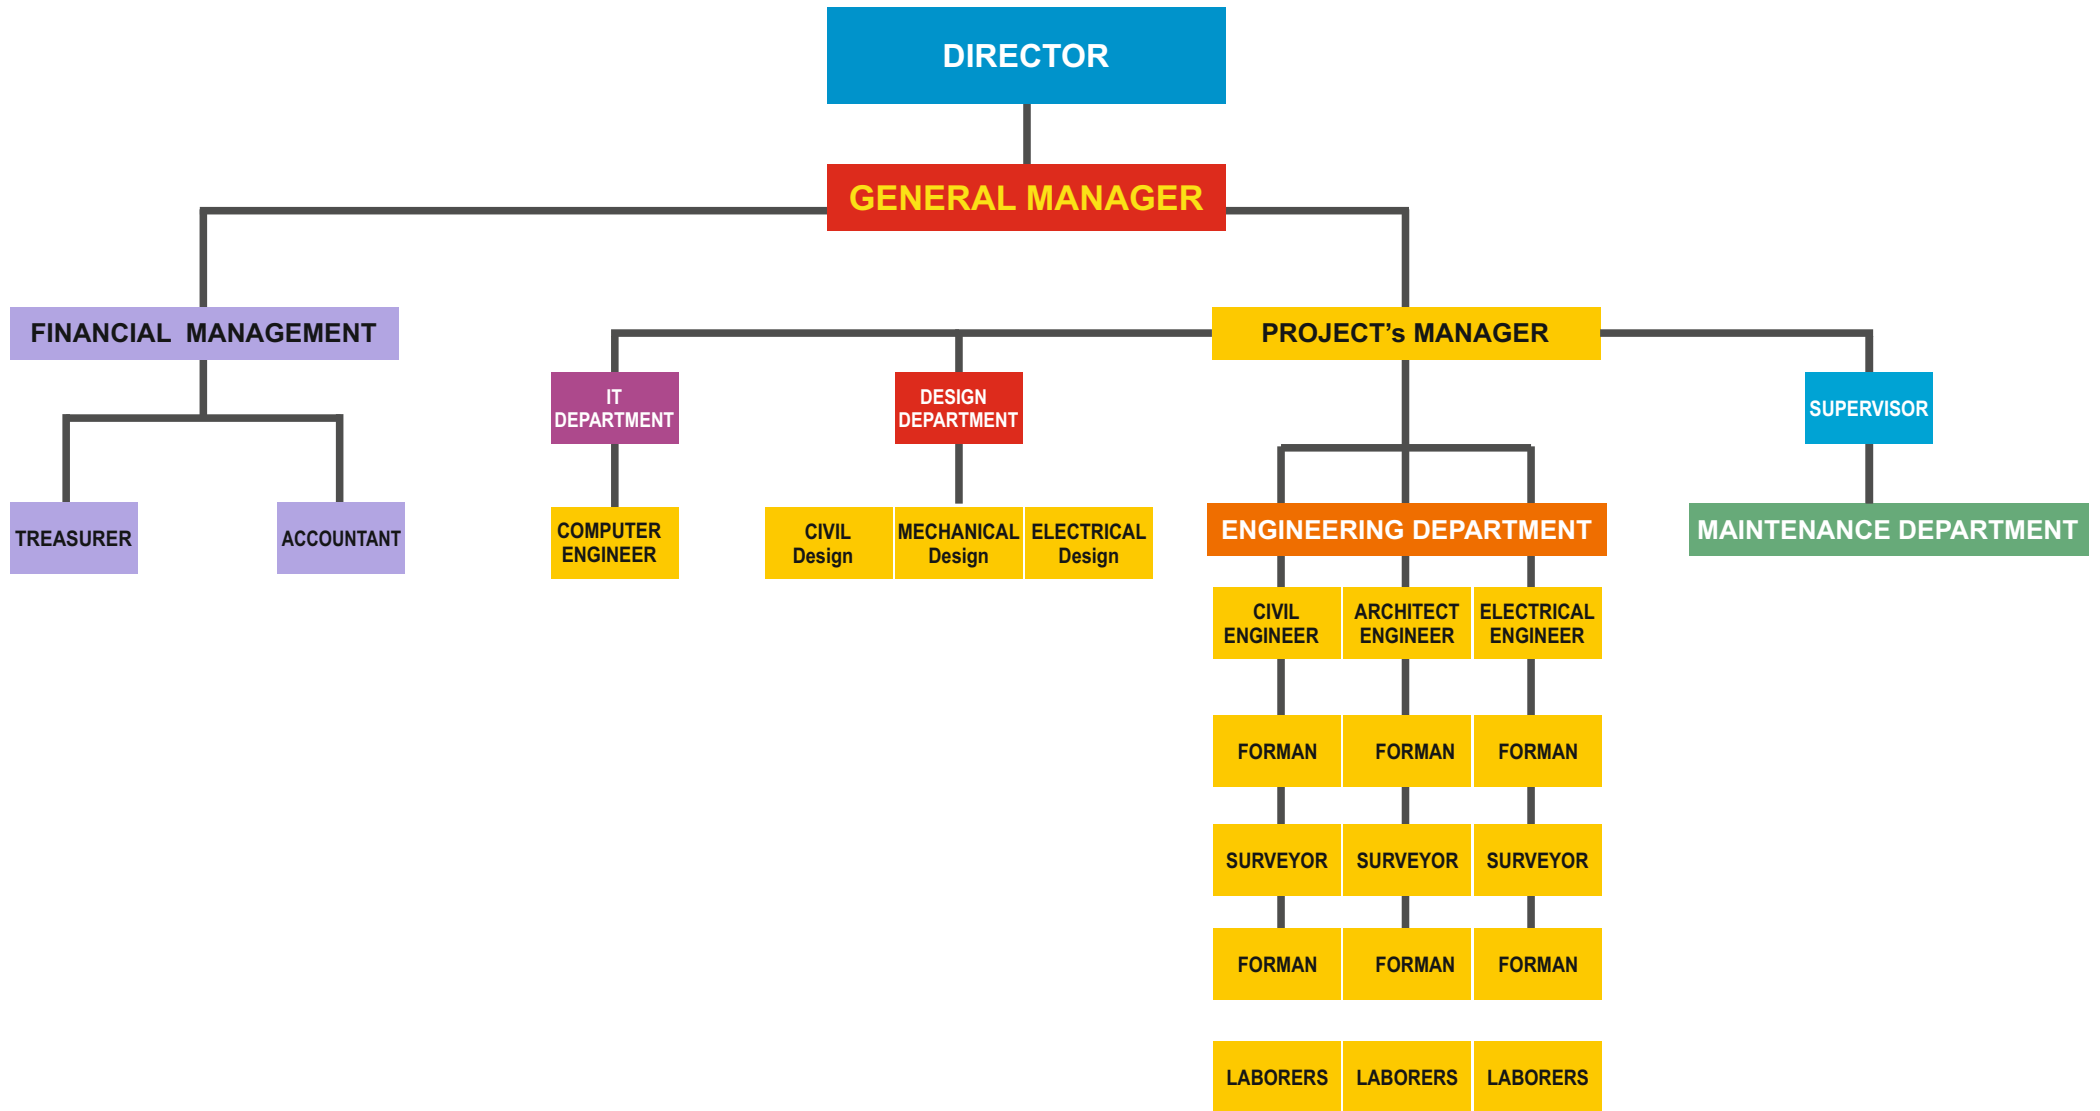 DIRECTOR
GENERAL MANAGER
FINANCIAL MANAGEMENT
PROJECT's MANAGER
IT
DEPARTMENT
DESIGN
DEPARTMENT
SUPERVISOR
TREASURER
ACCOUNTANT
COMPUTER
ENGINEER
CIVIL
Design
MECHANICAL
Design
ELECTRICAL
Design
ENGINEERING DEPARTMENT
MAINTENANCE DEPARTMENT
CIVIL
ENGINEER
ARCHITECT
ENGINEER
ELECTRICAL
ENGINEER
FORMAN
FORMAN
FORMAN
SURVEYOR
SURVEYOR
SURVEYOR
FORMAN
FORMAN
FORMAN
LABORERS
LABORERS
LABORERS